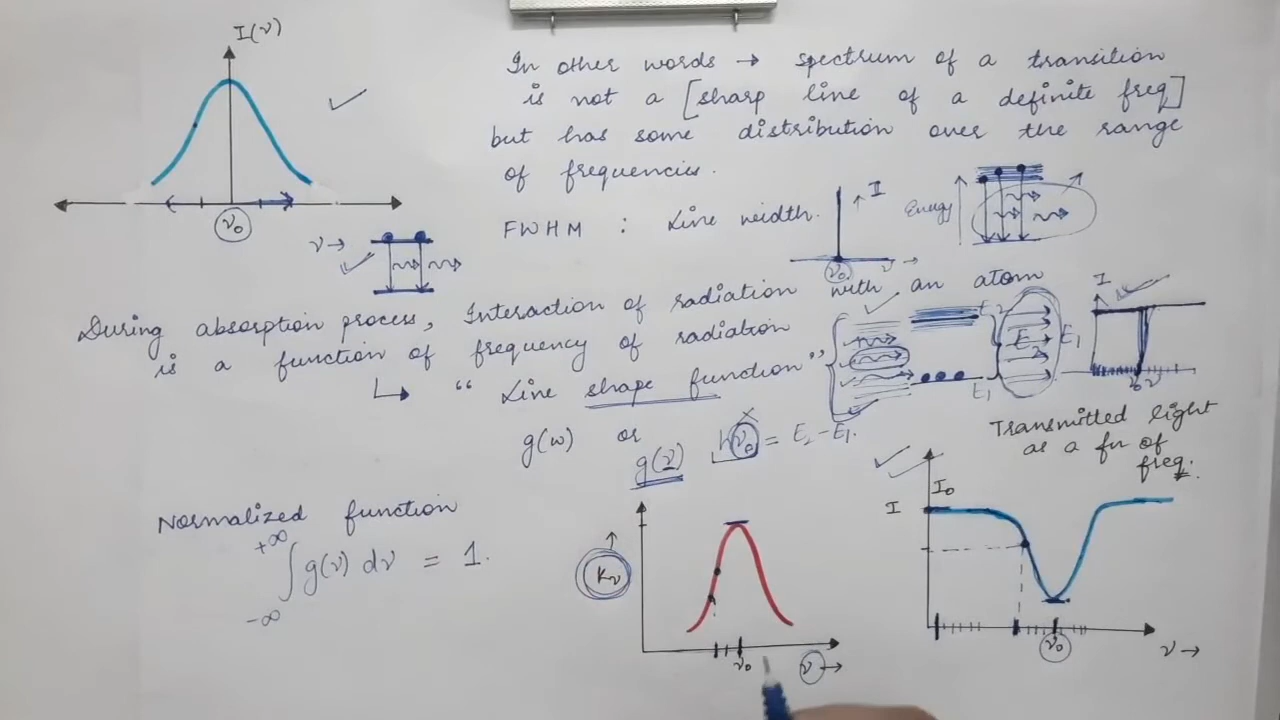 I(ν)
In other words → spectrum of a transition
is not a [sharp line of a definite freq]
but has some distribution over the range
of frequencies.
ν₀
ν →
FWHM : Line width.
I
ν₀
ν →
Energy
During absorption process, Interaction of radiation with an atom
is a function of frequency of radiation
↳ " Line shape function"
E₂
E₁
E₂
E₁
I
ν₀ ν
g(ω) or g(ν)
hν₀ = E₂-E₁.
Transmitted light
as a fn of
freq.
Normalized function
+∞
∫ g(ν) dν = 1.
-∞
Kν
ν₀
ν →
I₀
I
ν₀
ν →